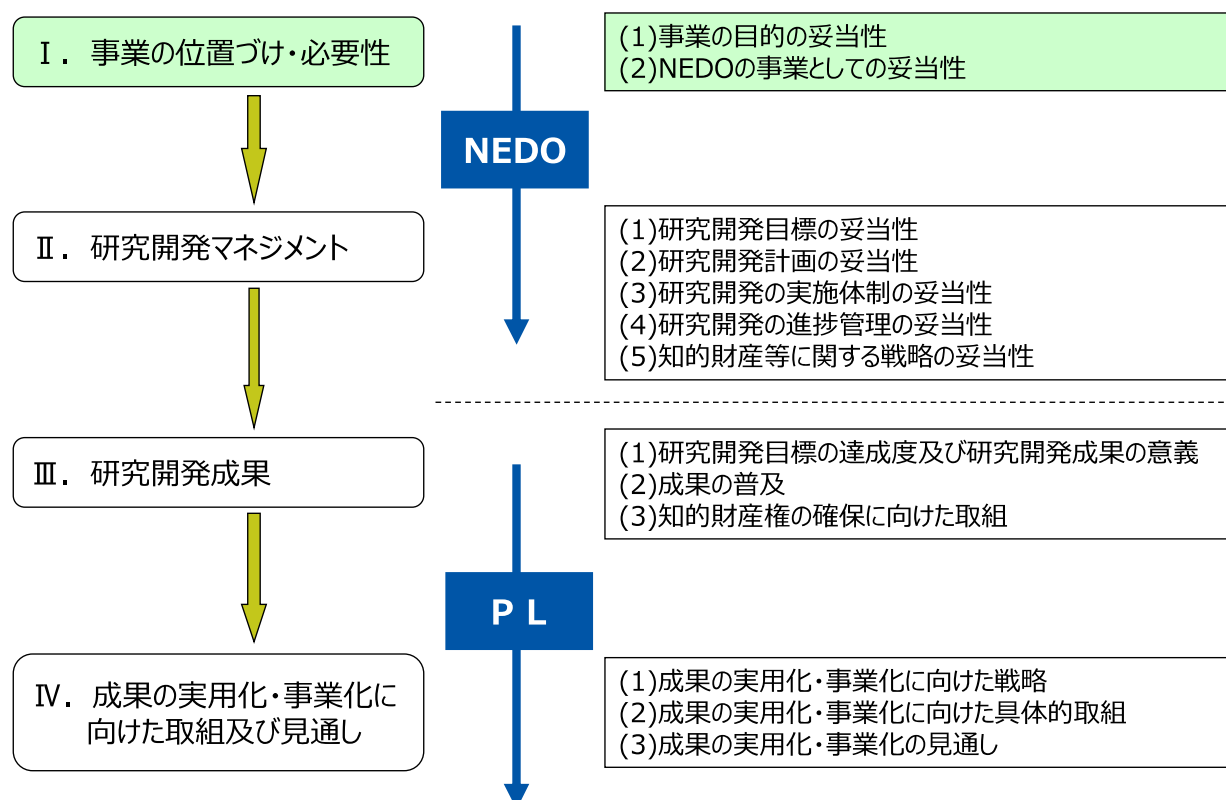 Ⅰ．事業の位置づけ・必要性
(1)事業の目的の妥当性
(2)NEDOの事業としての妥当性
NEDO
Ⅱ．研究開発マネジメント
(1)研究開発目標の妥当性
(2)研究開発計画の妥当性
(3)研究開発の実施体制の妥当性
(4)研究開発の進捗管理の妥当性
(5)知的財産等に関する戦略の妥当性
Ⅲ．研究開発成果
(1)研究開発目標の達成度及び研究開発成果の意義
(2)成果の普及
(3)知的財産権の確保に向けた取組
P L
Ⅳ．成果の実用化・事業化に
向けた取組及び見通し
(1)成果の実用化・事業化に向けた戦略
(2)成果の実用化・事業化に向けた具体的取組
(3)成果の実用化・事業化の見通し